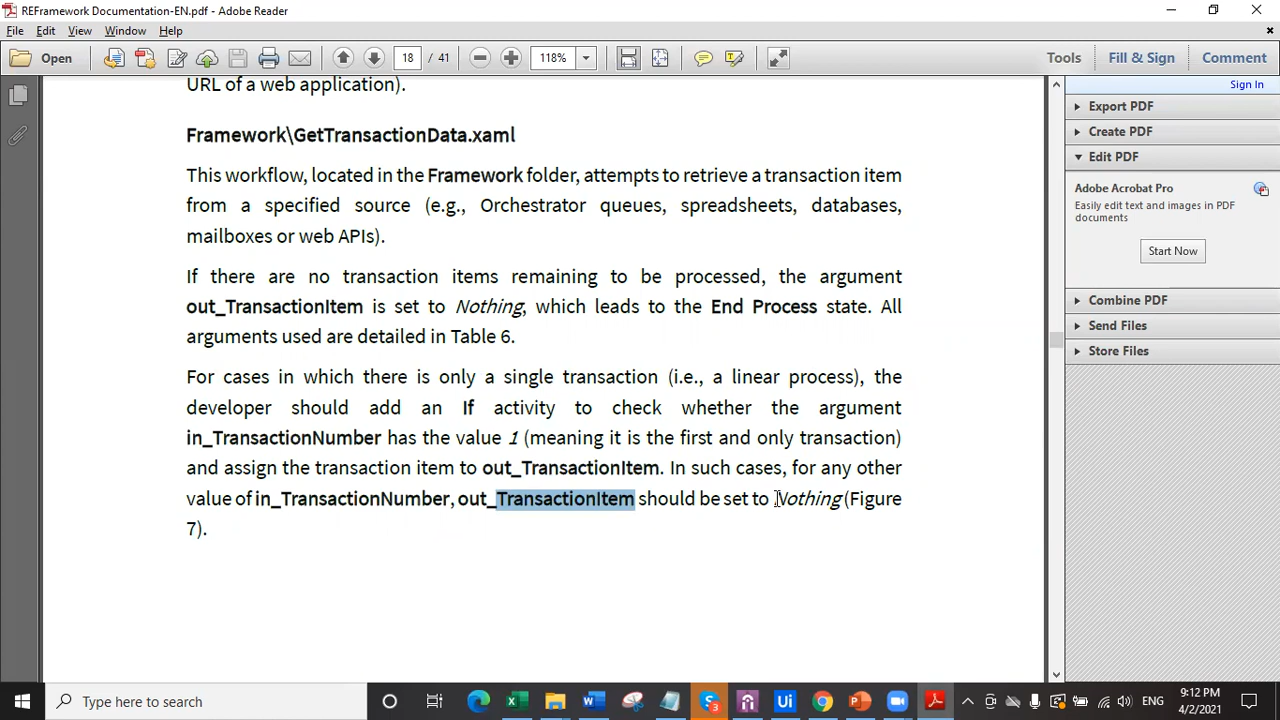 REFramework Documentation-EN.pdf - Adobe Reader
File Edit View Window Help
Open 18 / 41 118% Tools Fill & Sign Comment
Sign In
URL of a web application).
Framework\GetTransactionData.xaml
This workflow, located in the Framework folder, attempts to retrieve a transaction item
from a specified source (e.g., Orchestrator queues, spreadsheets, databases,
mailboxes or web APIs).
If there are no transaction items remaining to be processed, the argument
out_TransactionItem is set to Nothing, which leads to the End Process state. All
arguments used are detailed in Table 6.
For cases in which there is only a single transaction (i.e., a linear process), the
developer should add an If activity to check whether the argument
in_TransactionNumber has the value 1 (meaning it is the first and only transaction)
and assign the transaction item to out_TransactionItem. In such cases, for any other
value of in_TransactionNumber, out_TransactionItem should be set to Nothing (Figure
7).
Export PDF
Create PDF
Edit PDF
Adobe Acrobat Pro
Easily edit text and images in PDF
documents
Start Now
Combine PDF
Send Files
Store Files
Type here to search
ENG
9:12 PM
4/2/2021